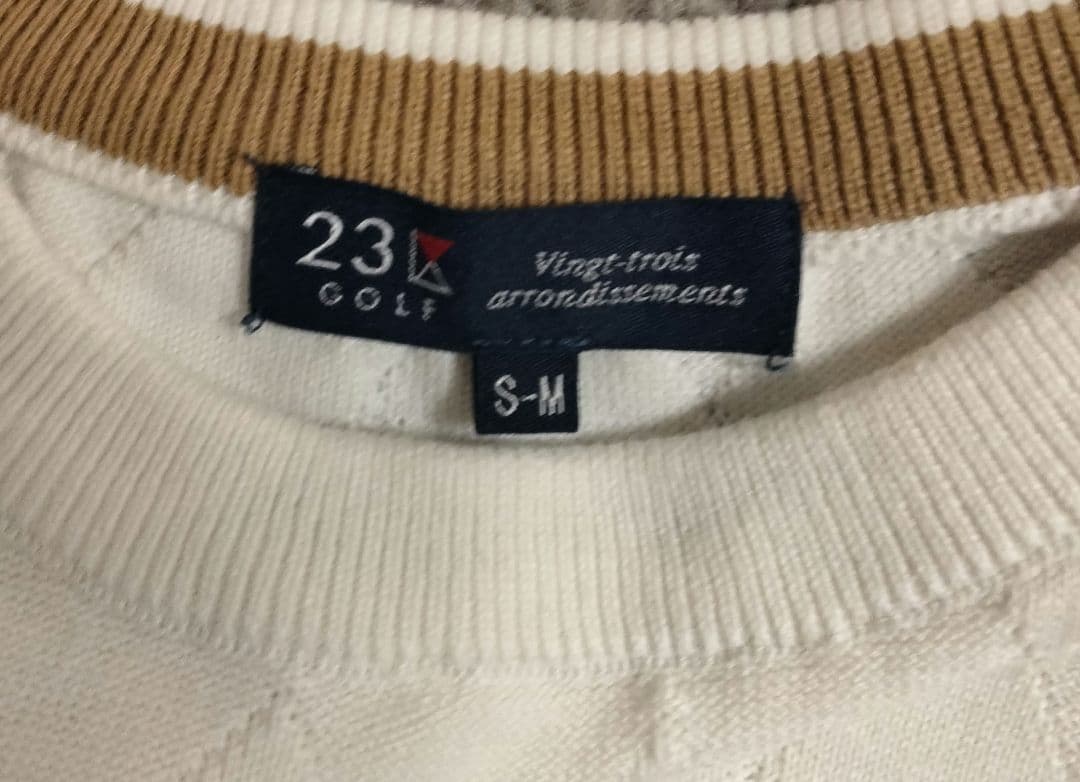 23
GOLF
Vingt-trois
arrondissements
S-M